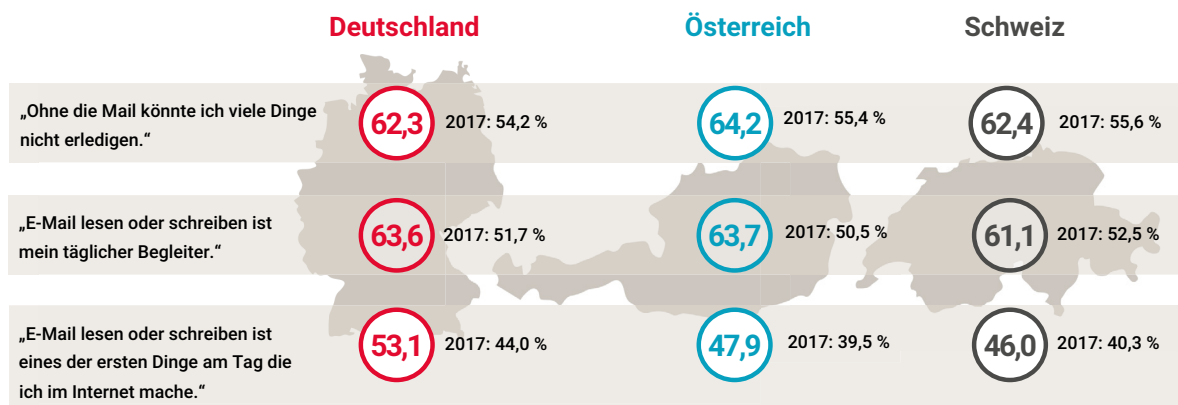 Deutschland Österreich Schweiz
„Ohne die Mail könnte ich viele Dinge
nicht erledigen.“
62,3 2017: 54,2 %
64,2 2017: 55,4 %
62,4 2017: 55,6 %
„E-Mail lesen oder schreiben ist
mein täglicher Begleiter.“
63,6 2017: 51,7 %
63,7 2017: 50,5 %
61,1 2017: 52,5 %
„E-Mail lesen oder schreiben ist
eines der ersten Dinge am Tag die
ich im Internet mache.“
53,1 2017: 44,0 %
47,9 2017: 39,5 %
46,0 2017: 40,3 %